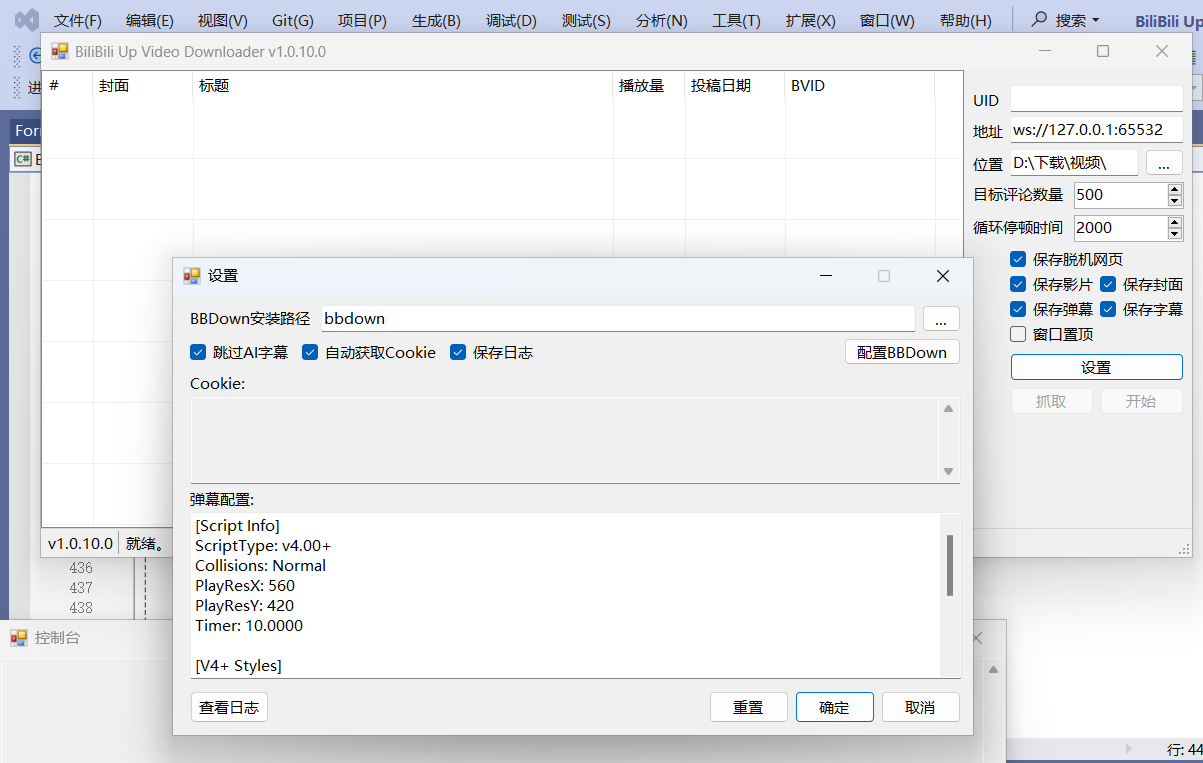 文件(F) 编辑(E) 视图(V) Git(G) 项目(P) 生成(B) 调试(D) 测试(S) 分析(N) 工具(T) 扩展(X) 窗口(W) 帮助(H) 搜索 BiliBili Up
BiliBili Up Video Downloader v1.0.10.0
进
# 封面 标题 播放量 投稿日期 BVID
UID
For
地址 ws://127.0.0.1:65532
C#
位置 D:\下载\视频\ ...
目标评论数量 500
循环停顿时间 2000
保存脱机网页
保存影片 保存封面
保存弹幕 保存字幕
窗口置顶
设置
抓取 开始
设置
BBDown安装路径 bbdown ...
跳过AI字幕 自动获取Cookie 保存日志 配置BBDown
Cookie:
弹幕配置:
[Script Info]
ScriptType: v4.00+
Collisions: Normal
PlayResX: 560
PlayResY: 420
Timer: 10.0000
[V4+ Styles]
查看日志 重置 确定 取消
v1.0.10.0 就绪。
436
437
438
控制台
行: 44